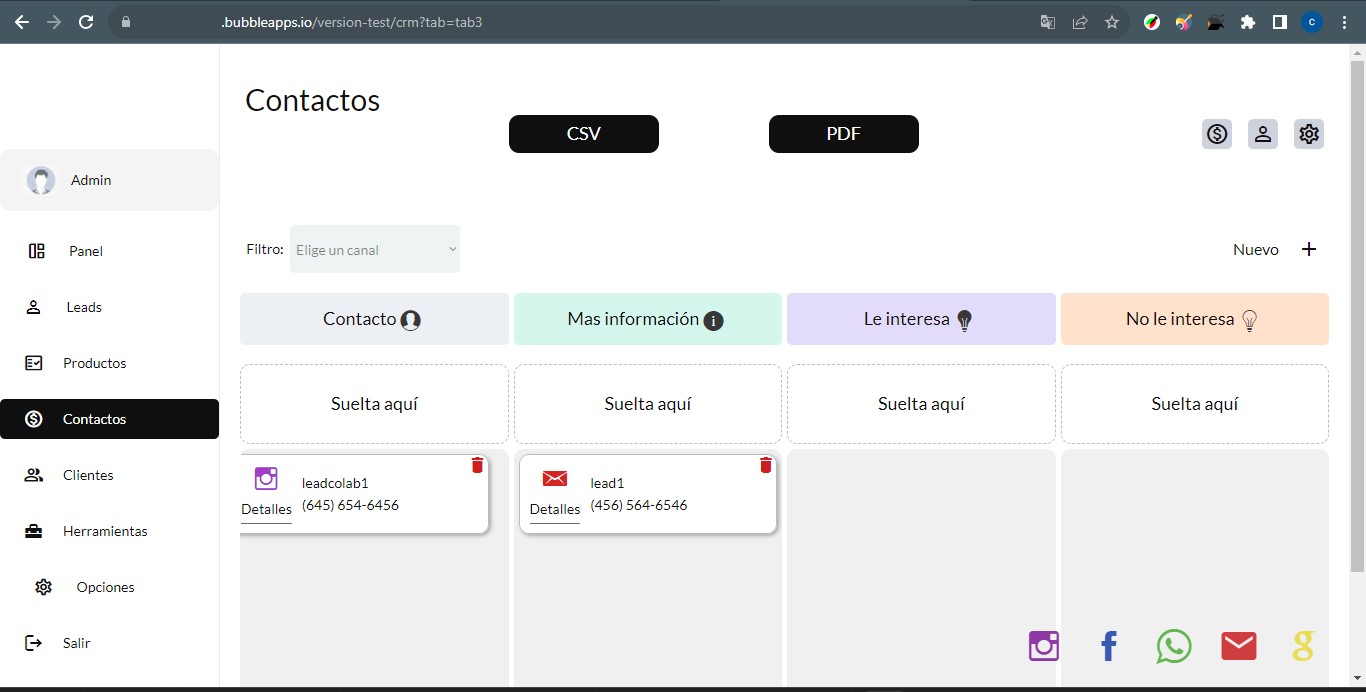 .bubbleapps.io/version-test/crm?tab=tab3
C
Contactos
CSV
PDF
Admin
Panel
Leads
Productos
Contactos
Clientes
Herramientas
Opciones
Salir
Filtro:
Elige un canal
Nuevo +
Contacto
Mas información
Le interesa
No le interesa
Suelta aquí
Suelta aquí
Suelta aquí
Suelta aquí
leadcolab1
(645) 654-6456
Detalles
lead1
(456) 564-6546
Detalles